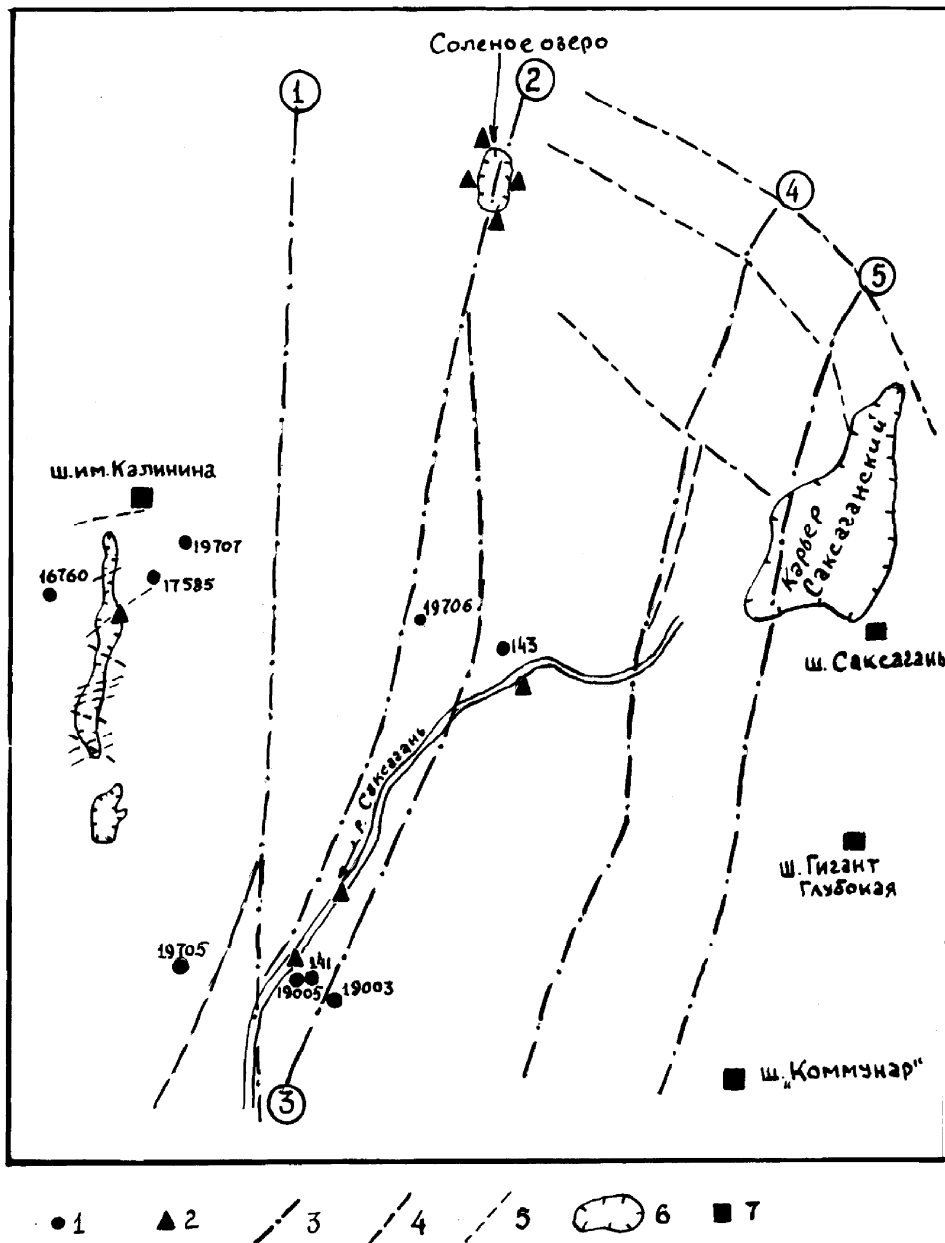 Соленое озеро
1
2
4
5
ш. им. Калинина
19707
16760
17585
19706
143
Карьер
Саксаганский
ш. Саксагань
р. Саксагань
ш. Гигант
Глубокая
19705
141
19005
19003
ш. „Коммунар"
3
1 2 3 4 5 6 7